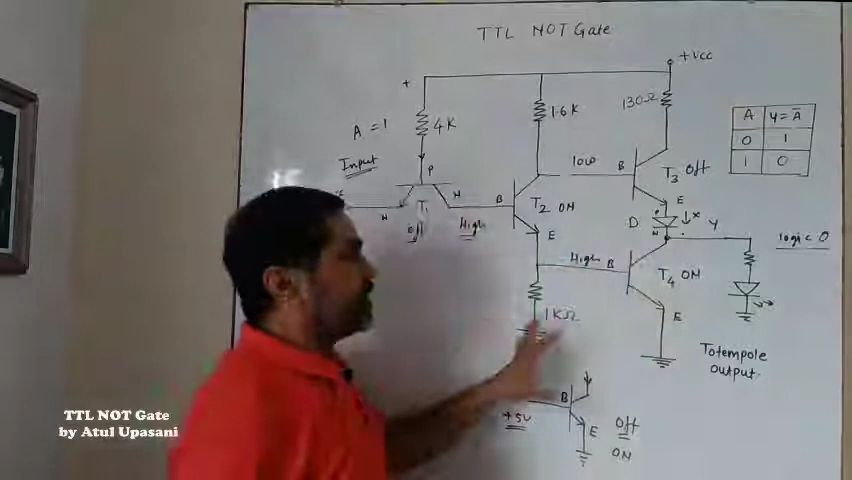 TTL NOT Gate
+Vcc
+
A = 1
4K
1.6K
130Ω
A Y = A̅
0 1
1 0
Input
P
N
N
T1
off
High
B
T2 ON
E
low
B
T3 off
E
D
P
N
X
Y
logic 0
High B
T4 ON
E
1KΩ
Totempole
output
B
+5V
E
off
ON
TTL NOT Gate
by Atul Upasani